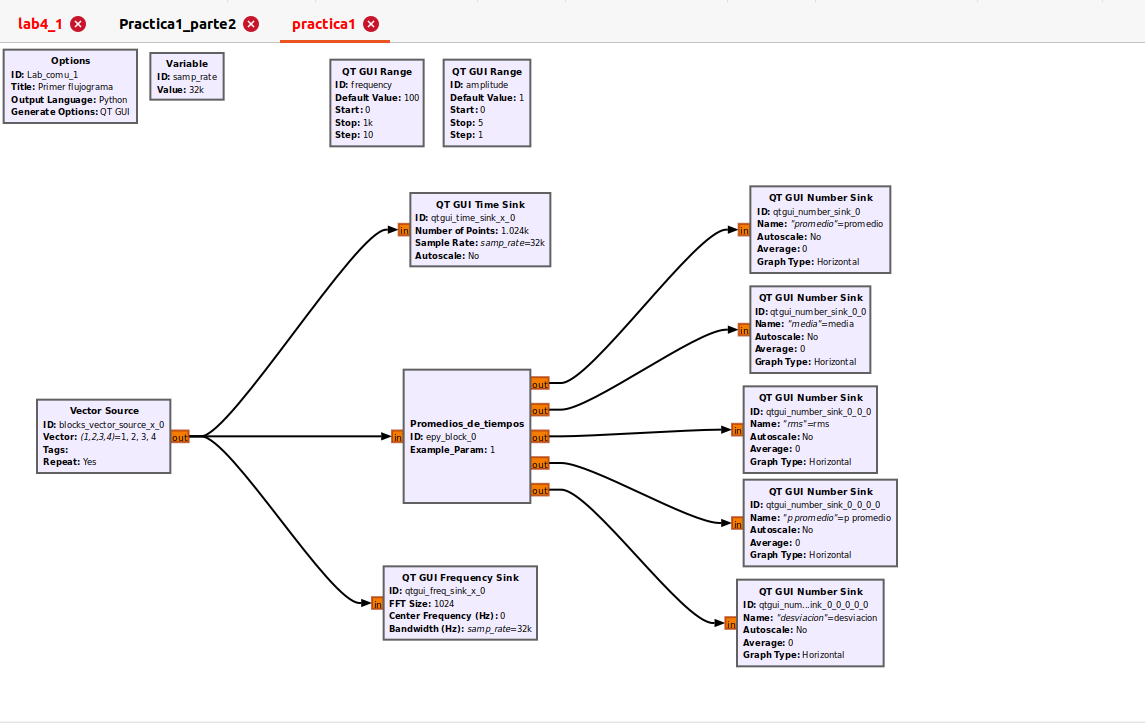 lab4_1
Practica1_parte2
practica1
Options
ID: Lab_comu_1
Title: Primer flujograma
Output Language: Python
Generate Options: QT GUI
Variable
ID: samp_rate
Value: 32k
QT GUI Range
ID: frequency
Default Value: 100
Start: 0
Stop: 1k
Step: 10
QT GUI Range
ID: amplitude
Default Value: 1
Start: 0
Stop: 5
Step: 1
Vector Source
ID: blocks_vector_source_x_0
Vector: (1,2,3,4)=1, 2, 3, 4
Tags:
Repeat: Yes
out
in
QT GUI Time Sink
ID: qtgui_time_sink_x_0
Number of Points: 1.024k
Sample Rate: samp_rate=32k
Autoscale: No
in
Promedios_de_tiempos
ID: epy_block_0
Example_Param: 1
out
out
out
out
out
in
QT GUI Frequency Sink
ID: qtgui_freq_sink_x_0
FFT Size: 1024
Center Frequency (Hz): 0
Bandwidth (Hz): samp_rate=32k
in
QT GUI Number Sink
ID: qtgui_number_sink_0
Name: "promedio"=promedio
Autoscale: No
Average: 0
Graph Type: Horizontal
in
QT GUI Number Sink
ID: qtgui_number_sink_0_0
Name: "media"=media
Autoscale: No
Average: 0
Graph Type: Horizontal
in
QT GUI Number Sink
ID: qtgui_number_sink_0_0_0
Name: "rms"=rms
Autoscale: No
Average: 0
Graph Type: Horizontal
in
QT GUI Number Sink
ID: qtgui_number_sink_0_0_0_0
Name: "p promedio"=p promedio
Autoscale: No
Average: 0
Graph Type: Horizontal
in
QT GUI Number Sink
ID: qtgui_num...ink_0_0_0_0_0
Name: "desviacion"=desviacion
Autoscale: No
Average: 0
Graph Type: Horizontal